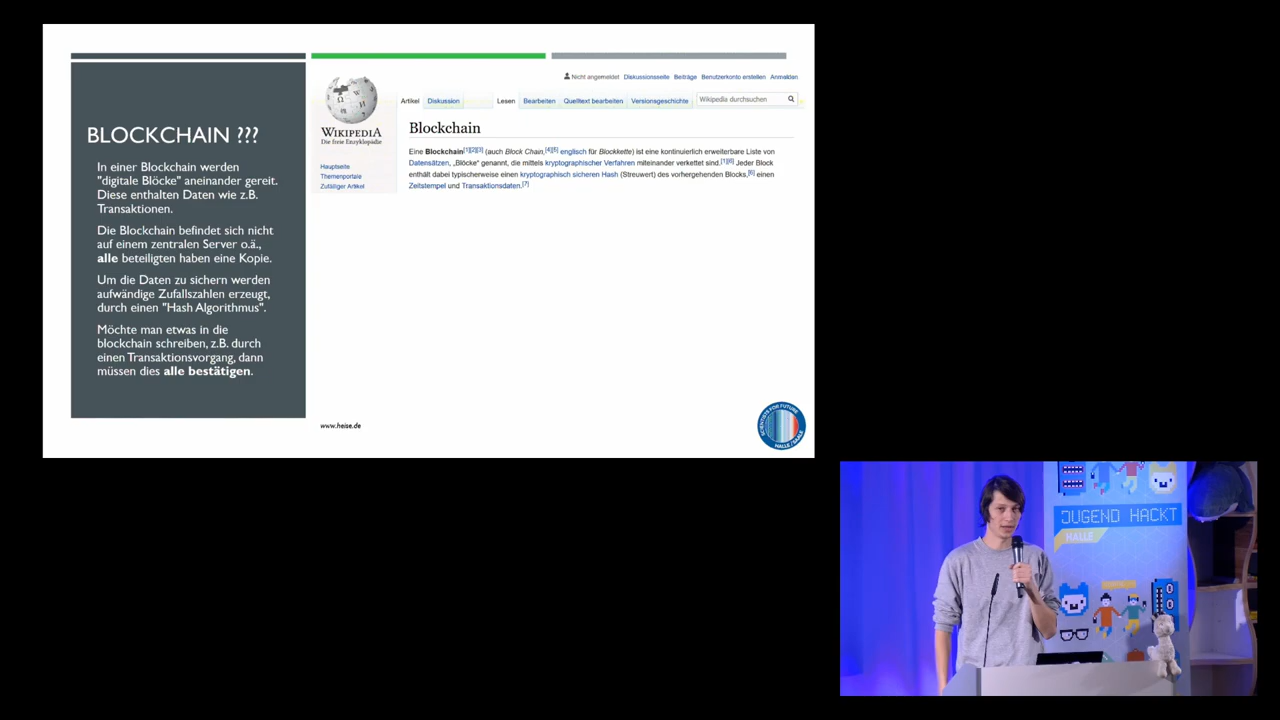 BLOCKCHAIN ???
In einer Blockchain werden
"digitale Blöcke" aneinander gereit.
Diese enthalten Daten wie z.B.
Transaktionen.
Die Blockchain befindet sich nicht
auf einem zentralen Server o.ä.,
alle beteiligten haben eine Kopie.
Um die Daten zu sichern werden
aufwändige Zufallszahlen erzeugt,
durch einen "Hash Algorithmus".
Möchte man etwas in die
blockchain schreiben, z.B. durch
einen Transaktionsvorgang, dann
müssen dies alle bestätigen.
WIKIPEDIA
Die freie Enzyklopädie
Hauptseite
Themenportale
Zufälliger Artikel
Nicht angemeldet Diskussionsseite Beiträge Benutzerkonto erstellen Anmelden
Artikel Diskussion Lesen Bearbeiten Quelltext bearbeiten Versionsgeschichte Wikipedia durchsuchen
Blockchain
Eine Blockchain[1][2][3] (auch Block Chain,[4][5] englisch für Blockkette) ist eine kontinuierlich erweiterbare Liste von
Datensätzen, „Blöcke" genannt, die mittels kryptographischer Verfahren miteinander verkettet sind.[1][6] Jeder Block
enthält dabei typischerweise einen kryptographisch sicheren Hash (Streuwert) des vorhergehenden Blocks,[6] einen
Zeitstempel und Transaktionsdaten.[7]
www.heise.de
SCIENTISTS FOR FUTURE
HALLE / SAALE
JUGEND HACKT
HALLE